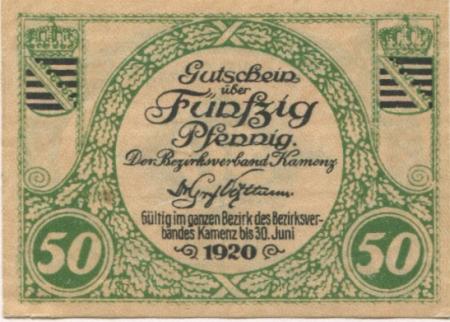 Gutschein
über
Fünfzig
Pfennig.
Der Bezirksverband Kamenz
Gültig im ganzen Bezirk des Bezirksver-
bandes Kamenz bis 30. Juni
1920
50
50